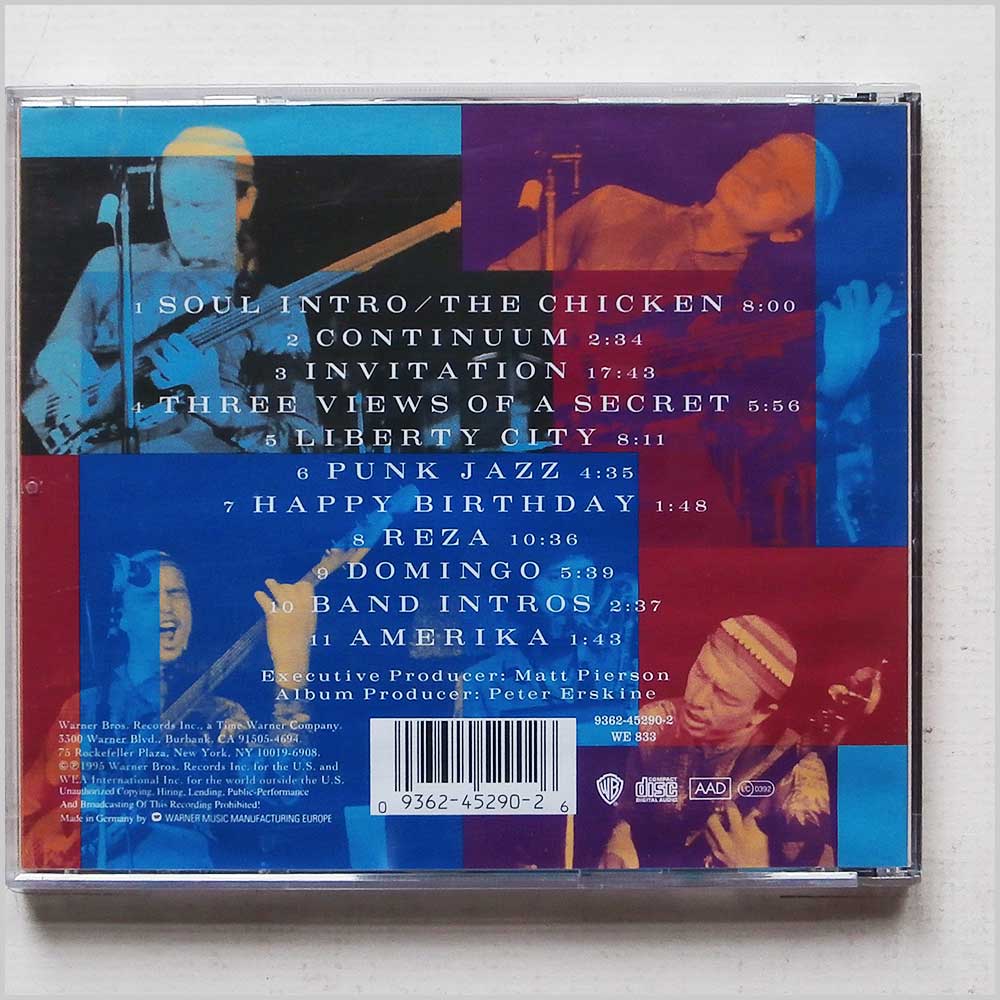 1 SOUL INTRO/THE CHICKEN 8:00
2 CONTINUUM 2:34
3 INVITATION 17:43
4 THREE VIEWS OF A SECRET 5:56
5 LIBERTY CITY 8:11
6 PUNK JAZZ 4:35
7 HAPPY BIRTHDAY 1:48
8 REZA 10:36
9 DOMINGO 5:39
10 BAND INTROS 2:37
11 AMERIKA 1:43
Executive Producer: Matt Pierson
Album Producer: Peter Erskine
Warner Bros. Records Inc., a Time Warner Company.
3300 Warner Blvd., Burbank, CA 91505-4694.
75 Rockefeller Plaza, New York, NY 10019-6908.
©℗1995 Warner Bros. Records Inc. for the U.S. and
WEA International Inc. for the world outside the U.S.
Unauthorized Copying, Hiring, Lending, Public-Performance
And Broadcasting Of This Recording Prohibited!
Made in Germany by WARNER MUSIC MANUFACTURING EUROPE
0 9362-45290-2 6
9362-45290-2
WE 833
WB
COMPACT
disc
DIGITAL AUDIO
AAD
LC 0392